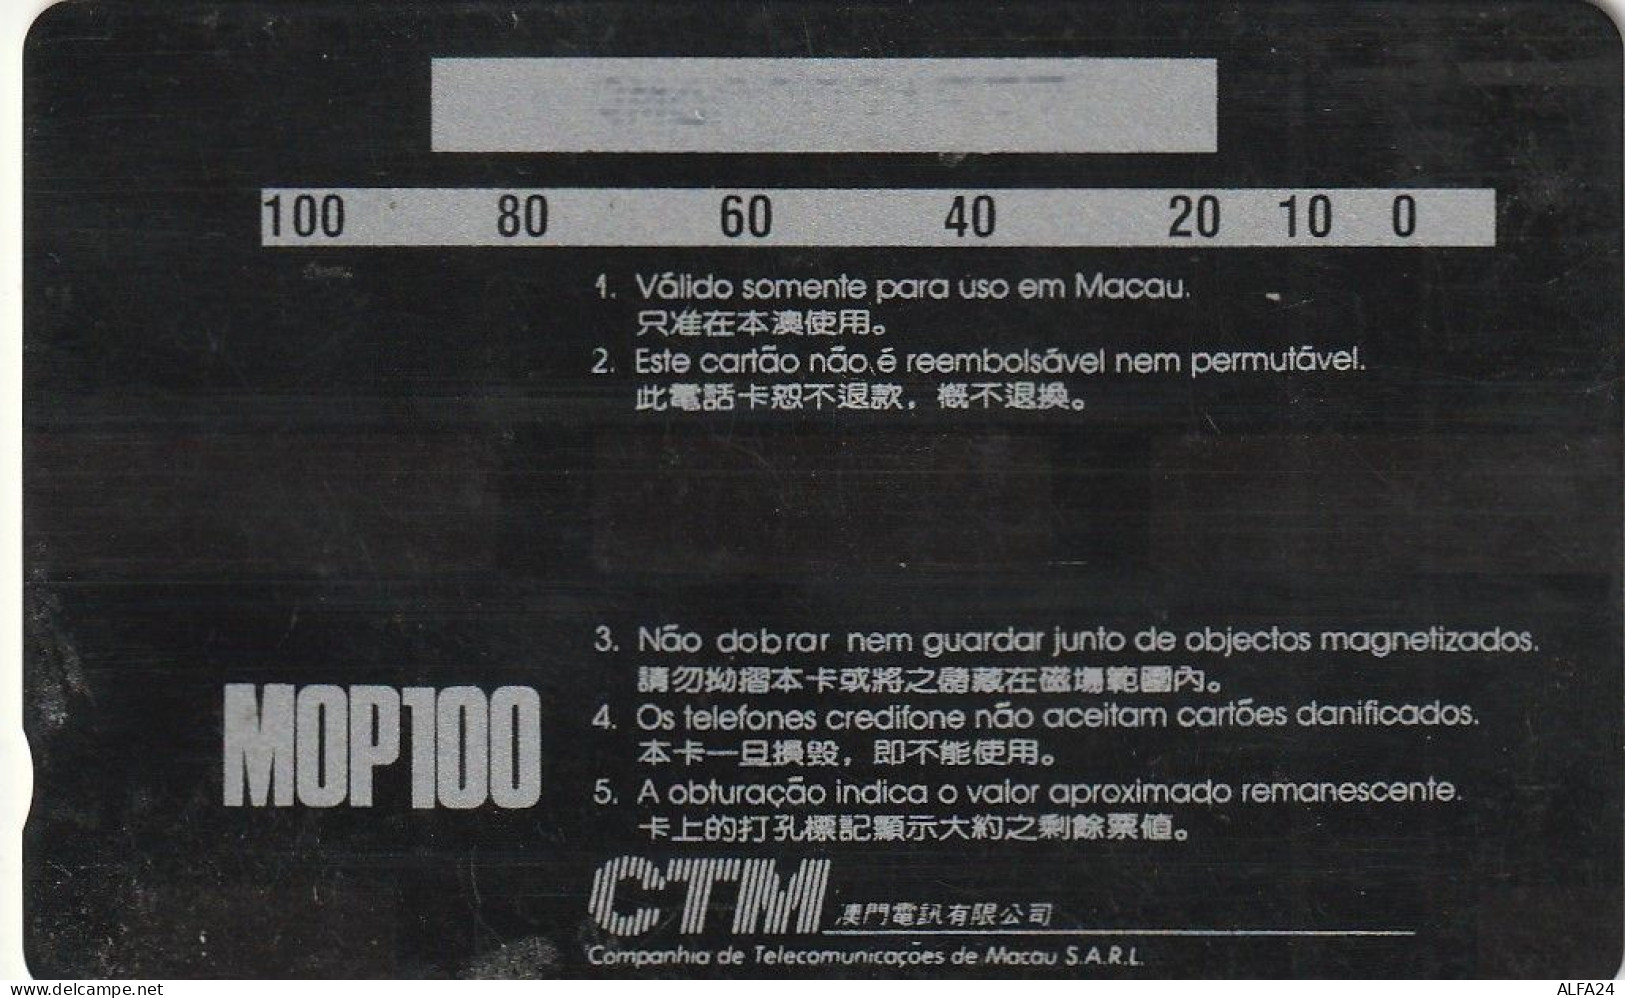 100 80 60 40 20 10 0
1. Válido somente para uso em Macau.
只准在本澳使用。
2. Este cartão não é reembolsável nem permutável.
此電話卡恕不退款，概不退換。
3. Não dobrar nem guardar junto de objectos magnetizados.
請勿拗摺本卡或將之儲藏在磁場範圍內。
MOP100
4. Os telefones credifone não aceitam cartões danificados.
本卡一旦損毀，即不能使用。
5. A obturação indica o valor aproximado remanescente.
卡上的打孔標記顯示大約之剩餘票值。
CTM 澳門電訊有限公司
Companhia de Telecomunicações de Macau S.A.R.L.
delcampe.net
ALFA24